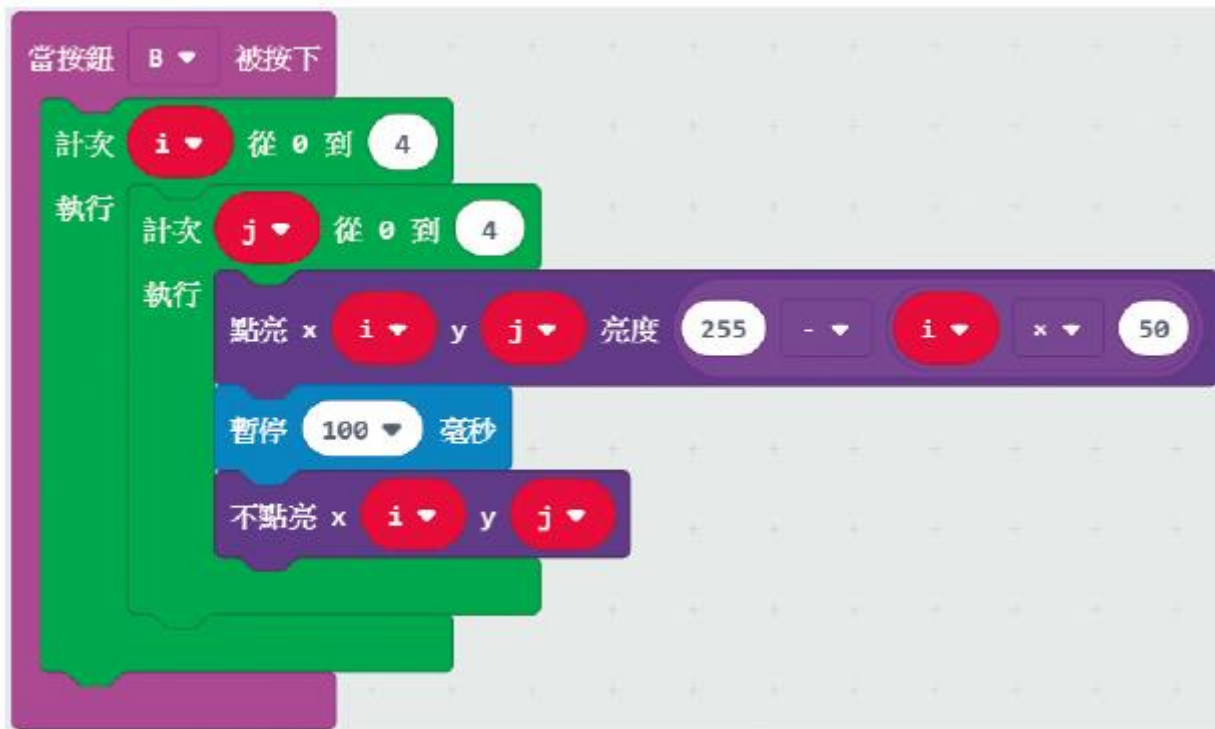 當按鈕 B 被按下
計次 i 從 0 到 4
執行
計次 j 從 0 到 4
執行
點亮 x i y j 亮度 255 - i × 50
暫停 100 毫秒
不點亮 x i y j